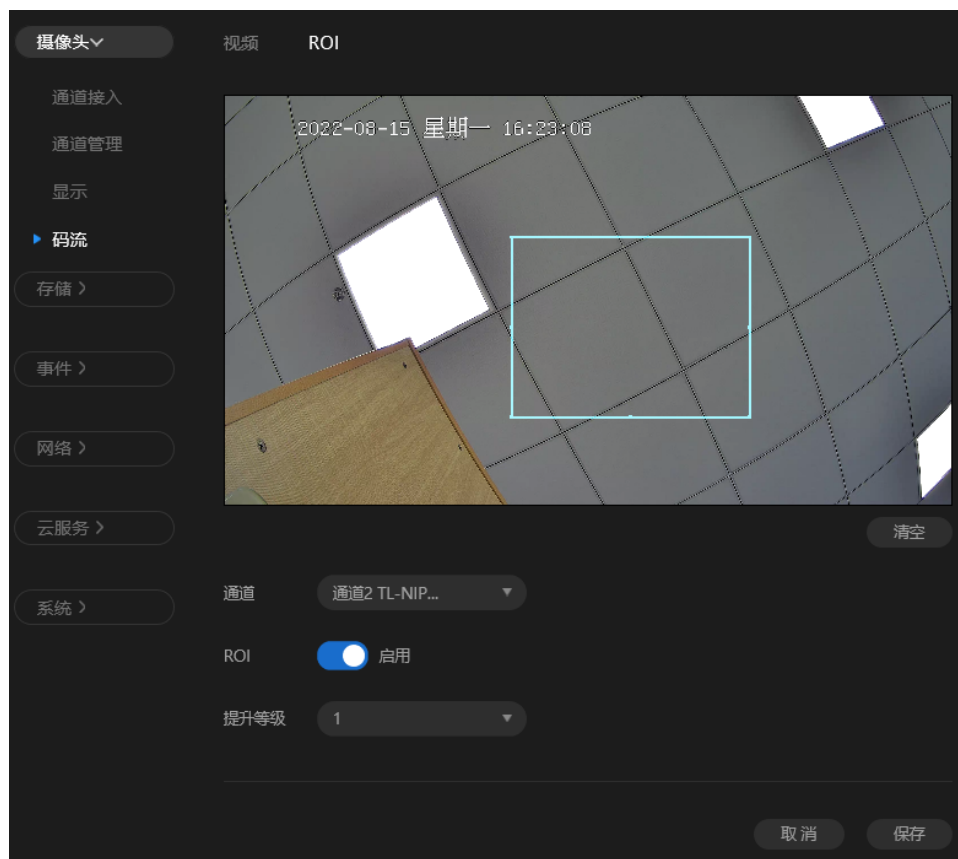 摄像头
视频 ROI
通道接入
2022-08-15 星期一 16:23:08
通道管理
显示
码流
存储
事件
网络
云服务
清空
通道 通道2 TL-NIP...
系统
ROI 启用
提升等级 1
取消 保存